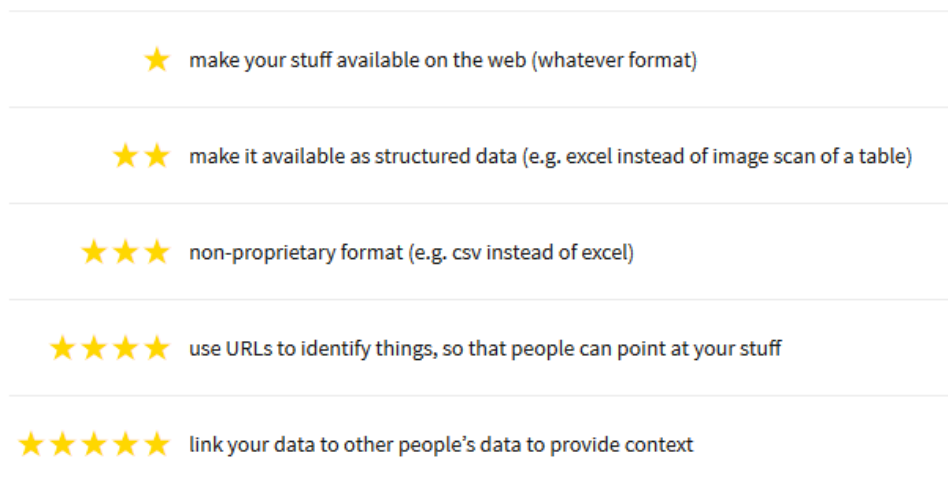 make your stuff available on the web (whatever format)
make it available as structured data (e.g. excel instead of image scan of a table)
non-proprietary format (e.g. csv instead of excel)
use URLs to identify things, so that people can point at your stuff
link your data to other people’s data to provide context